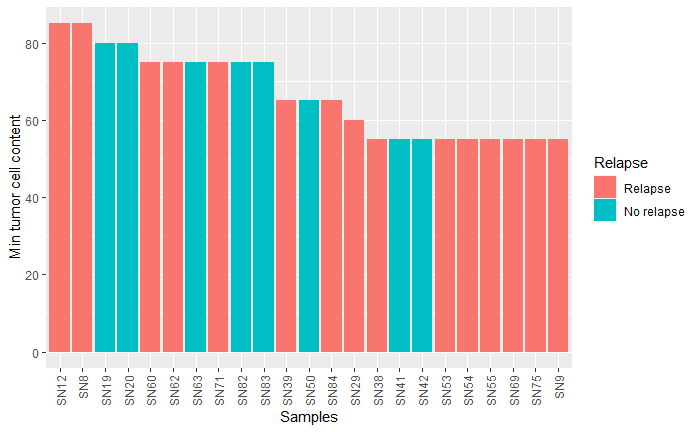 Min tumor cell content
80
60
40
20
0
SN12 SN8 SN19 SN20 SN60 SN62 SN63 SN71 SN82 SN83 SN39 SN50 SN84 SN29 SN38 SN41 SN42 SN53 SN54 SN55 SN69 SN75 SN9
Samples
Relapse
Relapse
No relapse